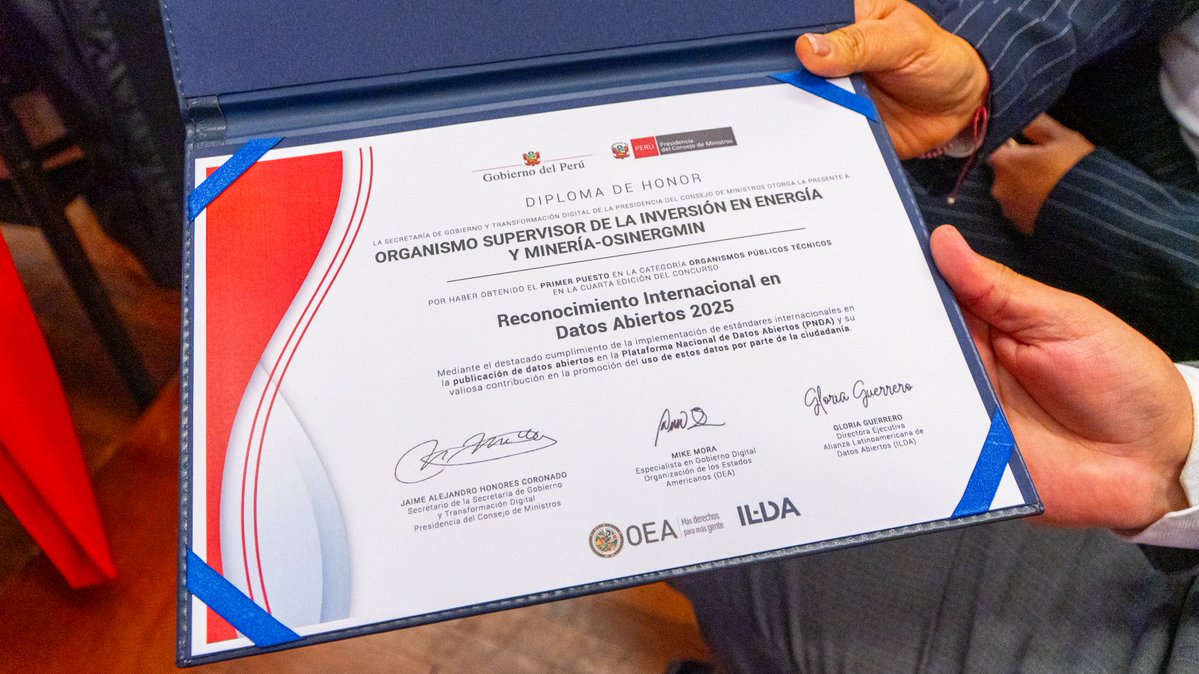 Gobierno del Perú
PERÚ Presidencia
del Consejo de Ministros
DIPLOMA DE HONOR
LA SECRETARÍA DE GOBIERNO Y TRANSFORMACIÓN DIGITAL DE LA PRESIDENCIA DEL CONSEJO DE MINISTROS OTORGA LA PRESENTE A:
ORGANISMO SUPERVISOR DE LA INVERSIÓN EN ENERGÍA
Y MINERÍA-OSINERGMIN
POR HABER OBTENIDO EL PRIMER PUESTO EN LA CATEGORÍA ORGANISMOS PÚBLICOS TÉCNICOS
EN LA CUARTA EDICIÓN DEL CONCURSO
Reconocimiento Internacional en
Datos Abiertos 2025
Mediante el destacado cumplimiento de la implementación de estándares internacionales en
la publicación de datos abiertos en la Plataforma Nacional de Datos Abiertos (PNDA) y su
valiosa contribución en la promoción del uso de estos datos por parte de la ciudadanía.
JAIME ALEJANDRO HONORES CORONADO
Secretario de la Secretaría de Gobierno
y Transformación Digital
Presidencia del Consejo de Ministros
MIKE MORA
Especialista en Gobierno Digital
Organización de los Estados
Americanos (OEA)
Gloria Guerrero
GLORIA GUERRERO
Directora Ejecutiva
Alianza Latinoamericana de
Datos Abiertos (ILDA)
OEA Más derechos
para más gente
ILDA